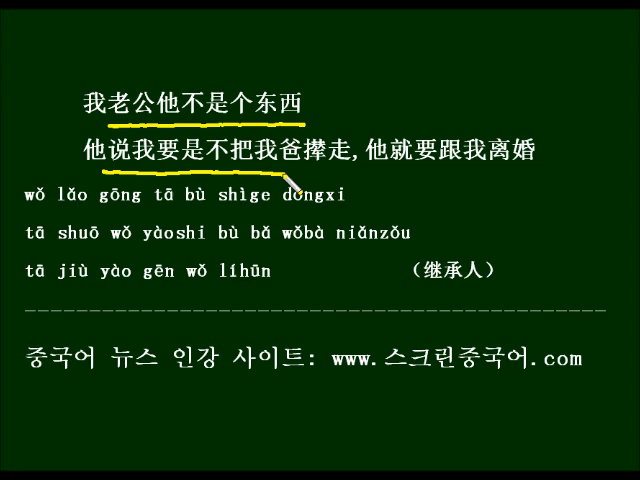 我老公他不是个东西
他说我要是不把我爸撵走,他就要跟我离婚
wǒ lǎo gōng tā bù shìge dōngxi
tā shuō wǒ yàoshi bù bǎ wǒbà niǎnzǒu
tā jiù yào gēn wǒ líhūn （继承人）
중국어 뉴스 인강 사이트: www.스크린중국어.com